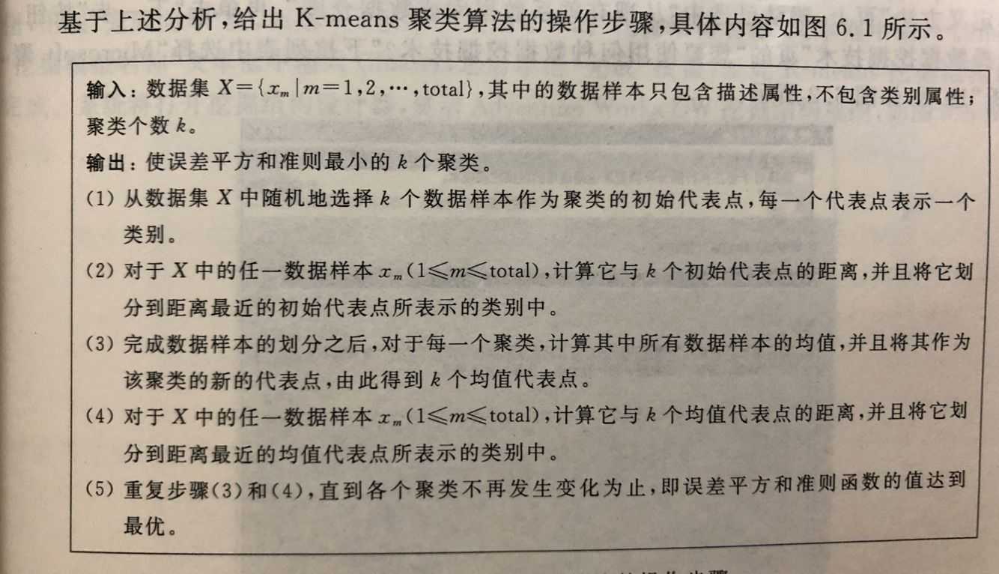 基于上述分析,给出 K-means 聚类算法的操作步骤,具体内容如图 6.1 所示。
输入:数据集 X={xₘ|m=1,2,…,total},其中的数据样本只包含描述属性,不包含类别属性;
聚类个数 k。
输出:使误差平方和准则最小的 k 个聚类。
(1) 从数据集 X 中随机地选择 k 个数据样本作为聚类的初始代表点,每一个代表点表示一个
类别。
(2) 对于 X 中的任一数据样本 xₘ(1≤m≤total),计算它与 k 个初始代表点的距离,并且将它划
分到距离最近的初始代表点所表示的类别中。
(3) 完成数据样本的划分之后,对于每一个聚类,计算其中所有数据样本的均值,并且将其作为
该聚类的新的代表点,由此得到 k 个均值代表点。
(4) 对于 X 中的任一数据样本 xₘ(1≤m≤total),计算它与 k 个均值代表点的距离,并且将它划
分到距离最近的均值代表点所表示的类别中。
(5) 重复步骤(3)和(4),直到各个聚类不再发生变化为止,即误差平方和准则函数的值达到
最优。